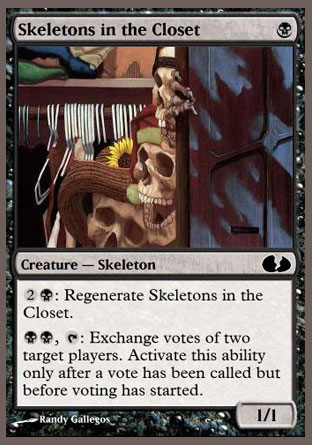 Skeletons in the Closet
Creature — Skeleton
2 : Regenerate Skeletons in the
Closet.
, : Exchange votes of two
target players. Activate this ability
only after a vote has been called but
before voting has started.
Randy Gallegos
1/1